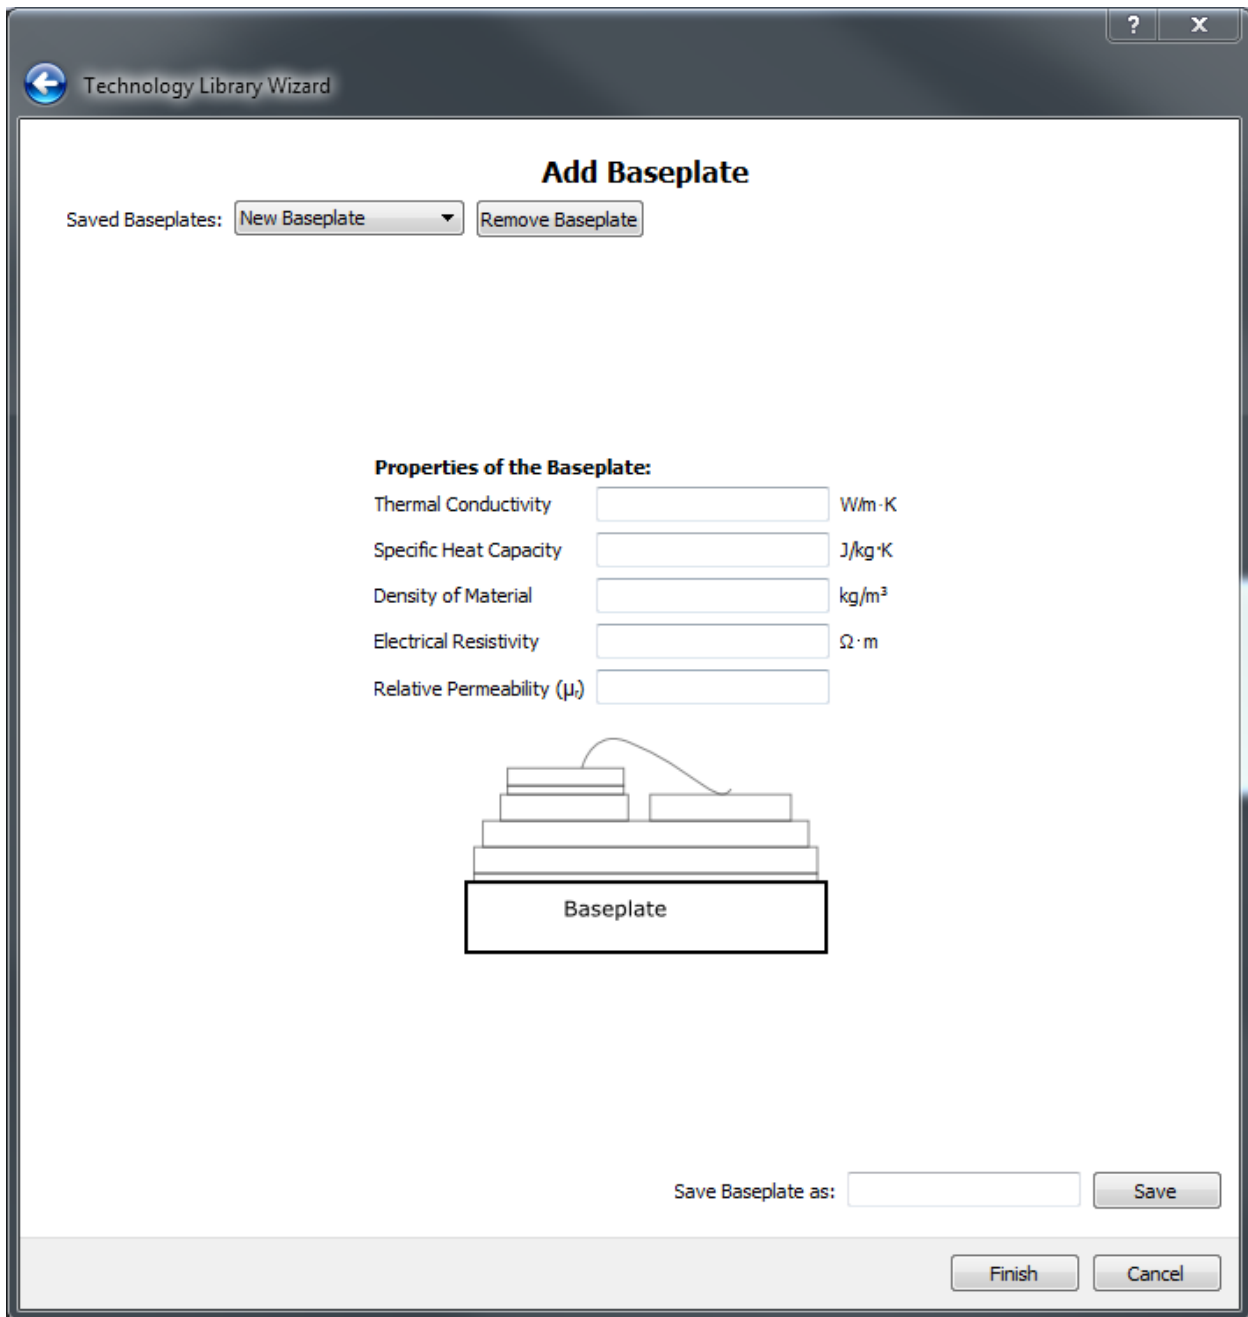 ? X
Technology Library Wizard
Add Baseplate
Saved Baseplates: New Baseplate Remove Baseplate
Properties of the Baseplate:
Thermal Conductivity W/m·K
Specific Heat Capacity J/kg·K
Density of Material kg/m³
Electrical Resistivity Ω·m
Relative Permeability (μᵣ)
Baseplate
Save Baseplate as: Save
Finish Cancel